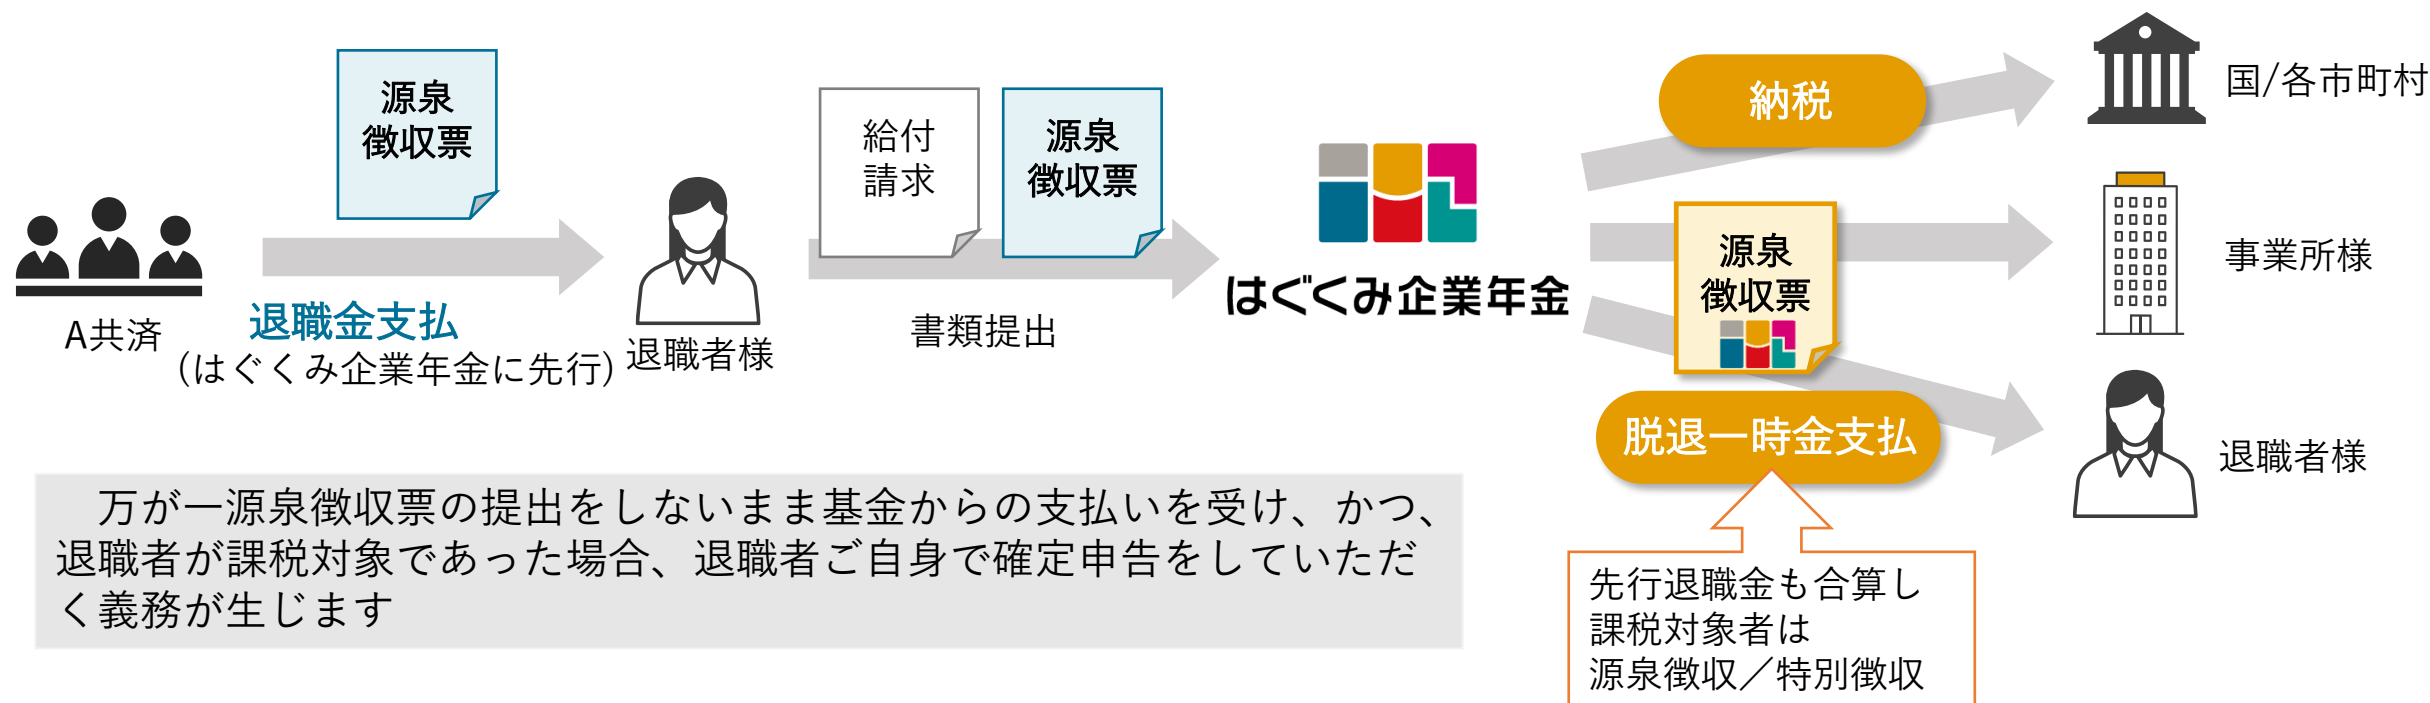 源泉
徴収票
A共済
退職金支払
(はぐくみ企業年金に先行)
退職者様
給付
請求
源泉
徴収票
書類提出
はぐくみ企業年金
納税
国/各市町村
源泉
徴収票
事業所様
脱退一時金支払
退職者様
先行退職金も合算し
課税対象者は
源泉徴収／特別徴収
万が一源泉徴収票の提出をしないまま基金からの支払いを受け、かつ、
退職者が課税対象であった場合、退職者ご自身で確定申告をしていただ
く義務が生じます